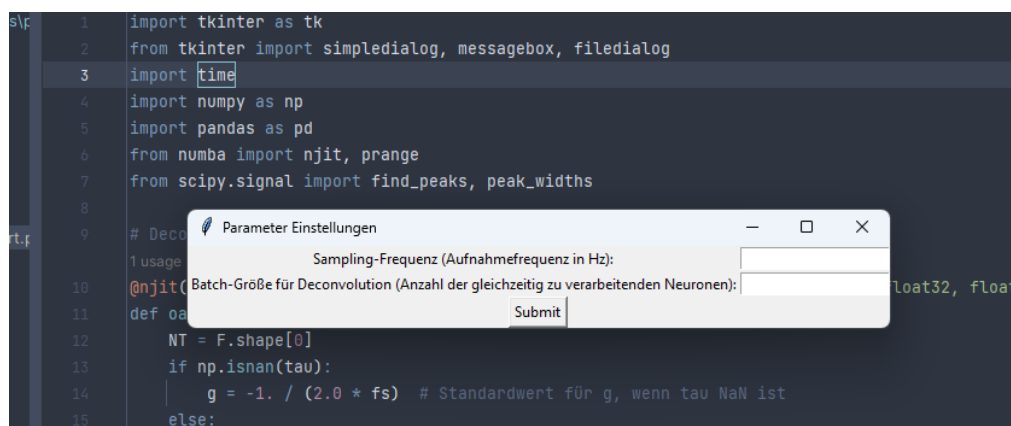 s\p
1 import tkinter as tk
2 from tkinter import simpledialog, messagebox, filedialog
3 import time
4 import numpy as np
5 import pandas as pd
6 from numba import njit, prange
7 from scipy.signal import find_peaks, peak_widths
8
rt.p
9 # Deco
1 usage
10 @njit( loat32, floa
11 def oa
12 NT = F.shape[0]
13 if np.isnan(tau):
14 g = -1. / (2.0 * fs) # Standardwert für g, wenn tau NaN ist
15 else:
Parameter Einstellungen
Sampling-Frequenz (Aufnahmefrequenz in Hz):
Batch-Größe für Deconvolution (Anzahl der gleichzeitig zu verarbeitenden Neuronen):
Submit